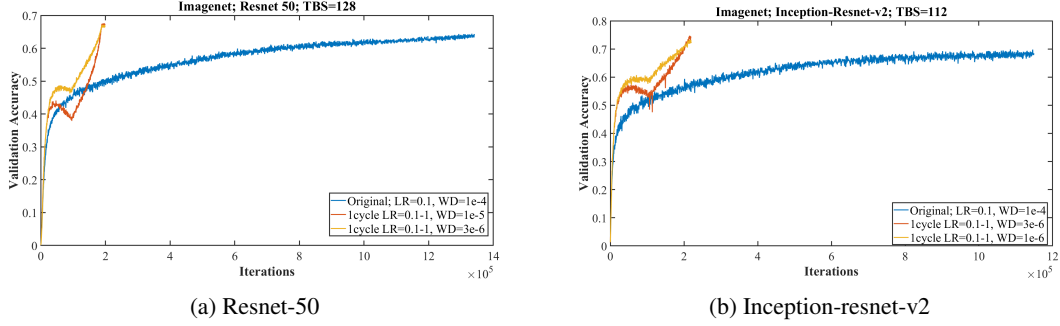 Imagenet; Resnet 50; TBS=128
0.7
0.6
0.5
0.4
0.3
0.2
0.1
0
Validation Accuracy
Original; LR=0.1, WD=1e-4
1cycle LR=0.1-1, WD=1e-5
1cycle LR=0.1-1, WD=3e-6
0 2 4 6 8 10 12 14
Iterations
×10⁵
(a) Resnet-50
Imagenet; Inception-Resnet-v2; TBS=112
0.8
0.7
0.6
0.5
0.4
0.3
0.2
0.1
0
Validation Accuracy
Original; LR=0.1, WD=1e-4
1cycle LR=0.1-1, WD=3e-6
1cycle LR=0.1-1, WD=1e-6
0 2 4 6 8 10 12
Iterations
×10⁵
(b) Inception-resnet-v2